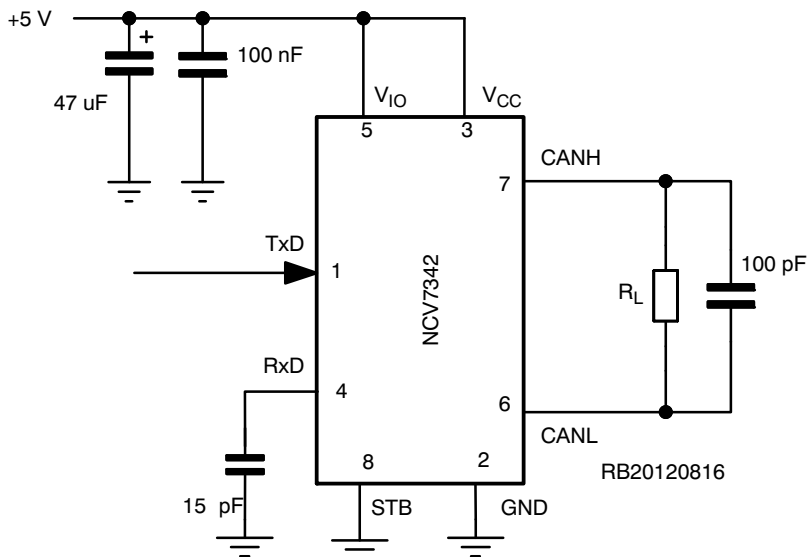 +5 V
+
100 nF
47 uF
VIO
VCC
5
3
CANH
7
TxD
1
NCV7342
RL
100 pF
RxD
4
6
CANL
8
2
RB20120816
15 pF
STB
GND